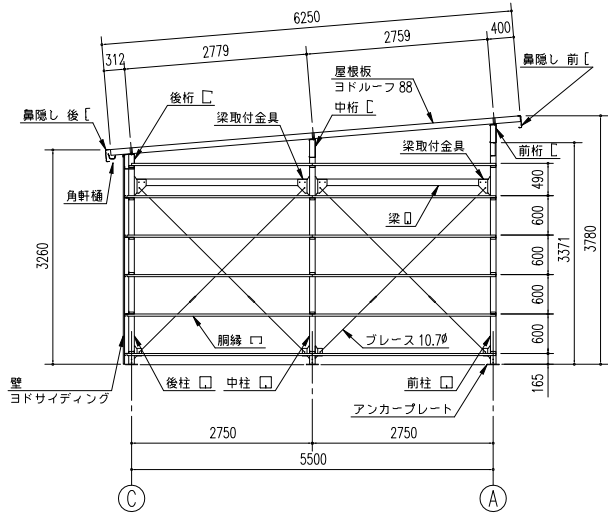 6250
312
2779
2759
400
鼻隠し 前
屋根板
ヨドルーフ 88
後桁
中桁
鼻隠し 後
梁取付金具
梁取付金具
前桁
角軒樋
梁
490
600
600
600
600
165
3371
3780
3260
胴縁
ブレース 10.7φ
壁
ヨドサイディング
後柱
中柱
前柱
アンカープレート
2750
2750
5500
C
A